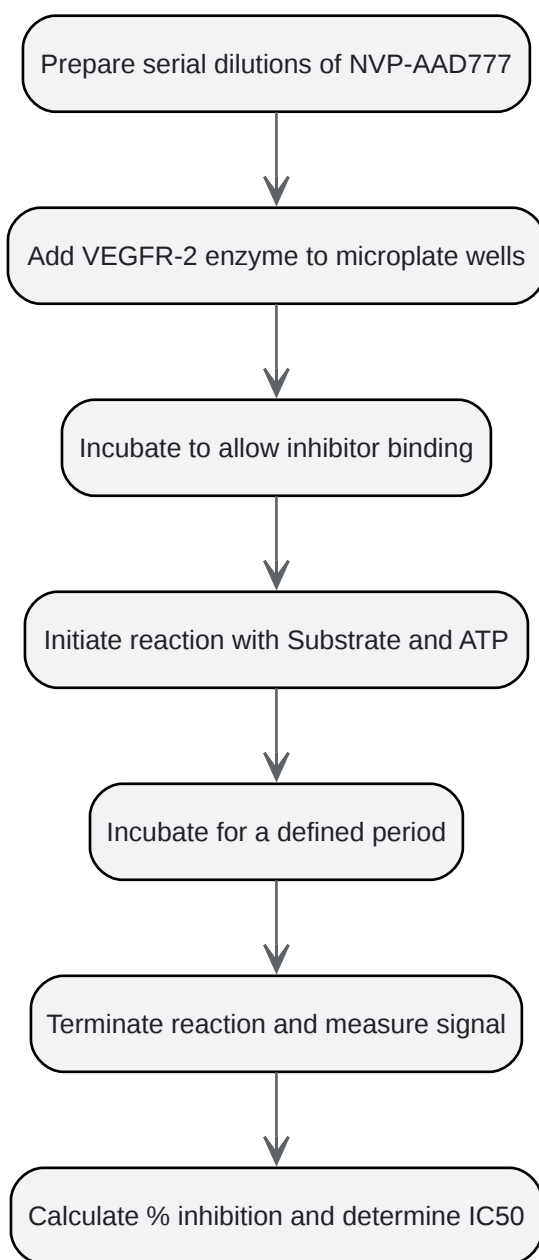 Prepare serial dilutions of NVP-AAD777
Add VEGFR-2 enzyme to microplate wells
Incubate to allow inhibitor binding
Initiate reaction with Substrate and ATP
Incubate for a defined period
Terminate reaction and measure signal
Calculate % inhibition and determine IC50